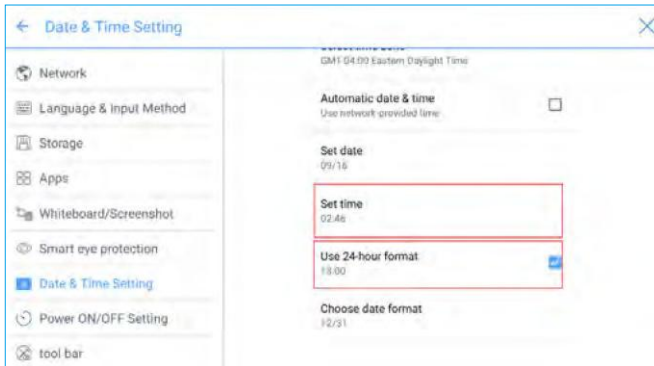 Date & Time Setting
Network
Language & Input Method
Storage
Apps
Whiteboard/Screenshot
Smart eye protection
Date & Time Setting
Power ON/OFF Setting
tool bar
GMT-04:00 Eastern Daylight Time
Automatic date & time
Use network-provided time
Set date
09/16
Set time
02:46
Use 24-hour format
13:00
Choose date format
12/31